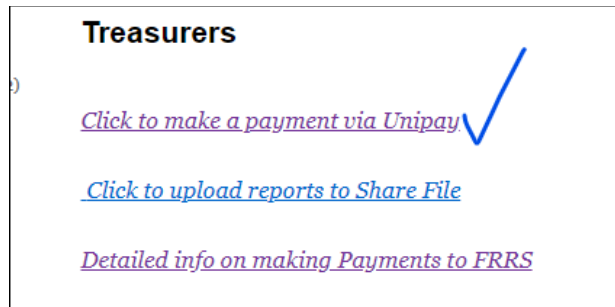 Treasurers
)
Click to make a payment via Unipay
Click to upload reports to Share File
Detailed info on making Payments to FRRS